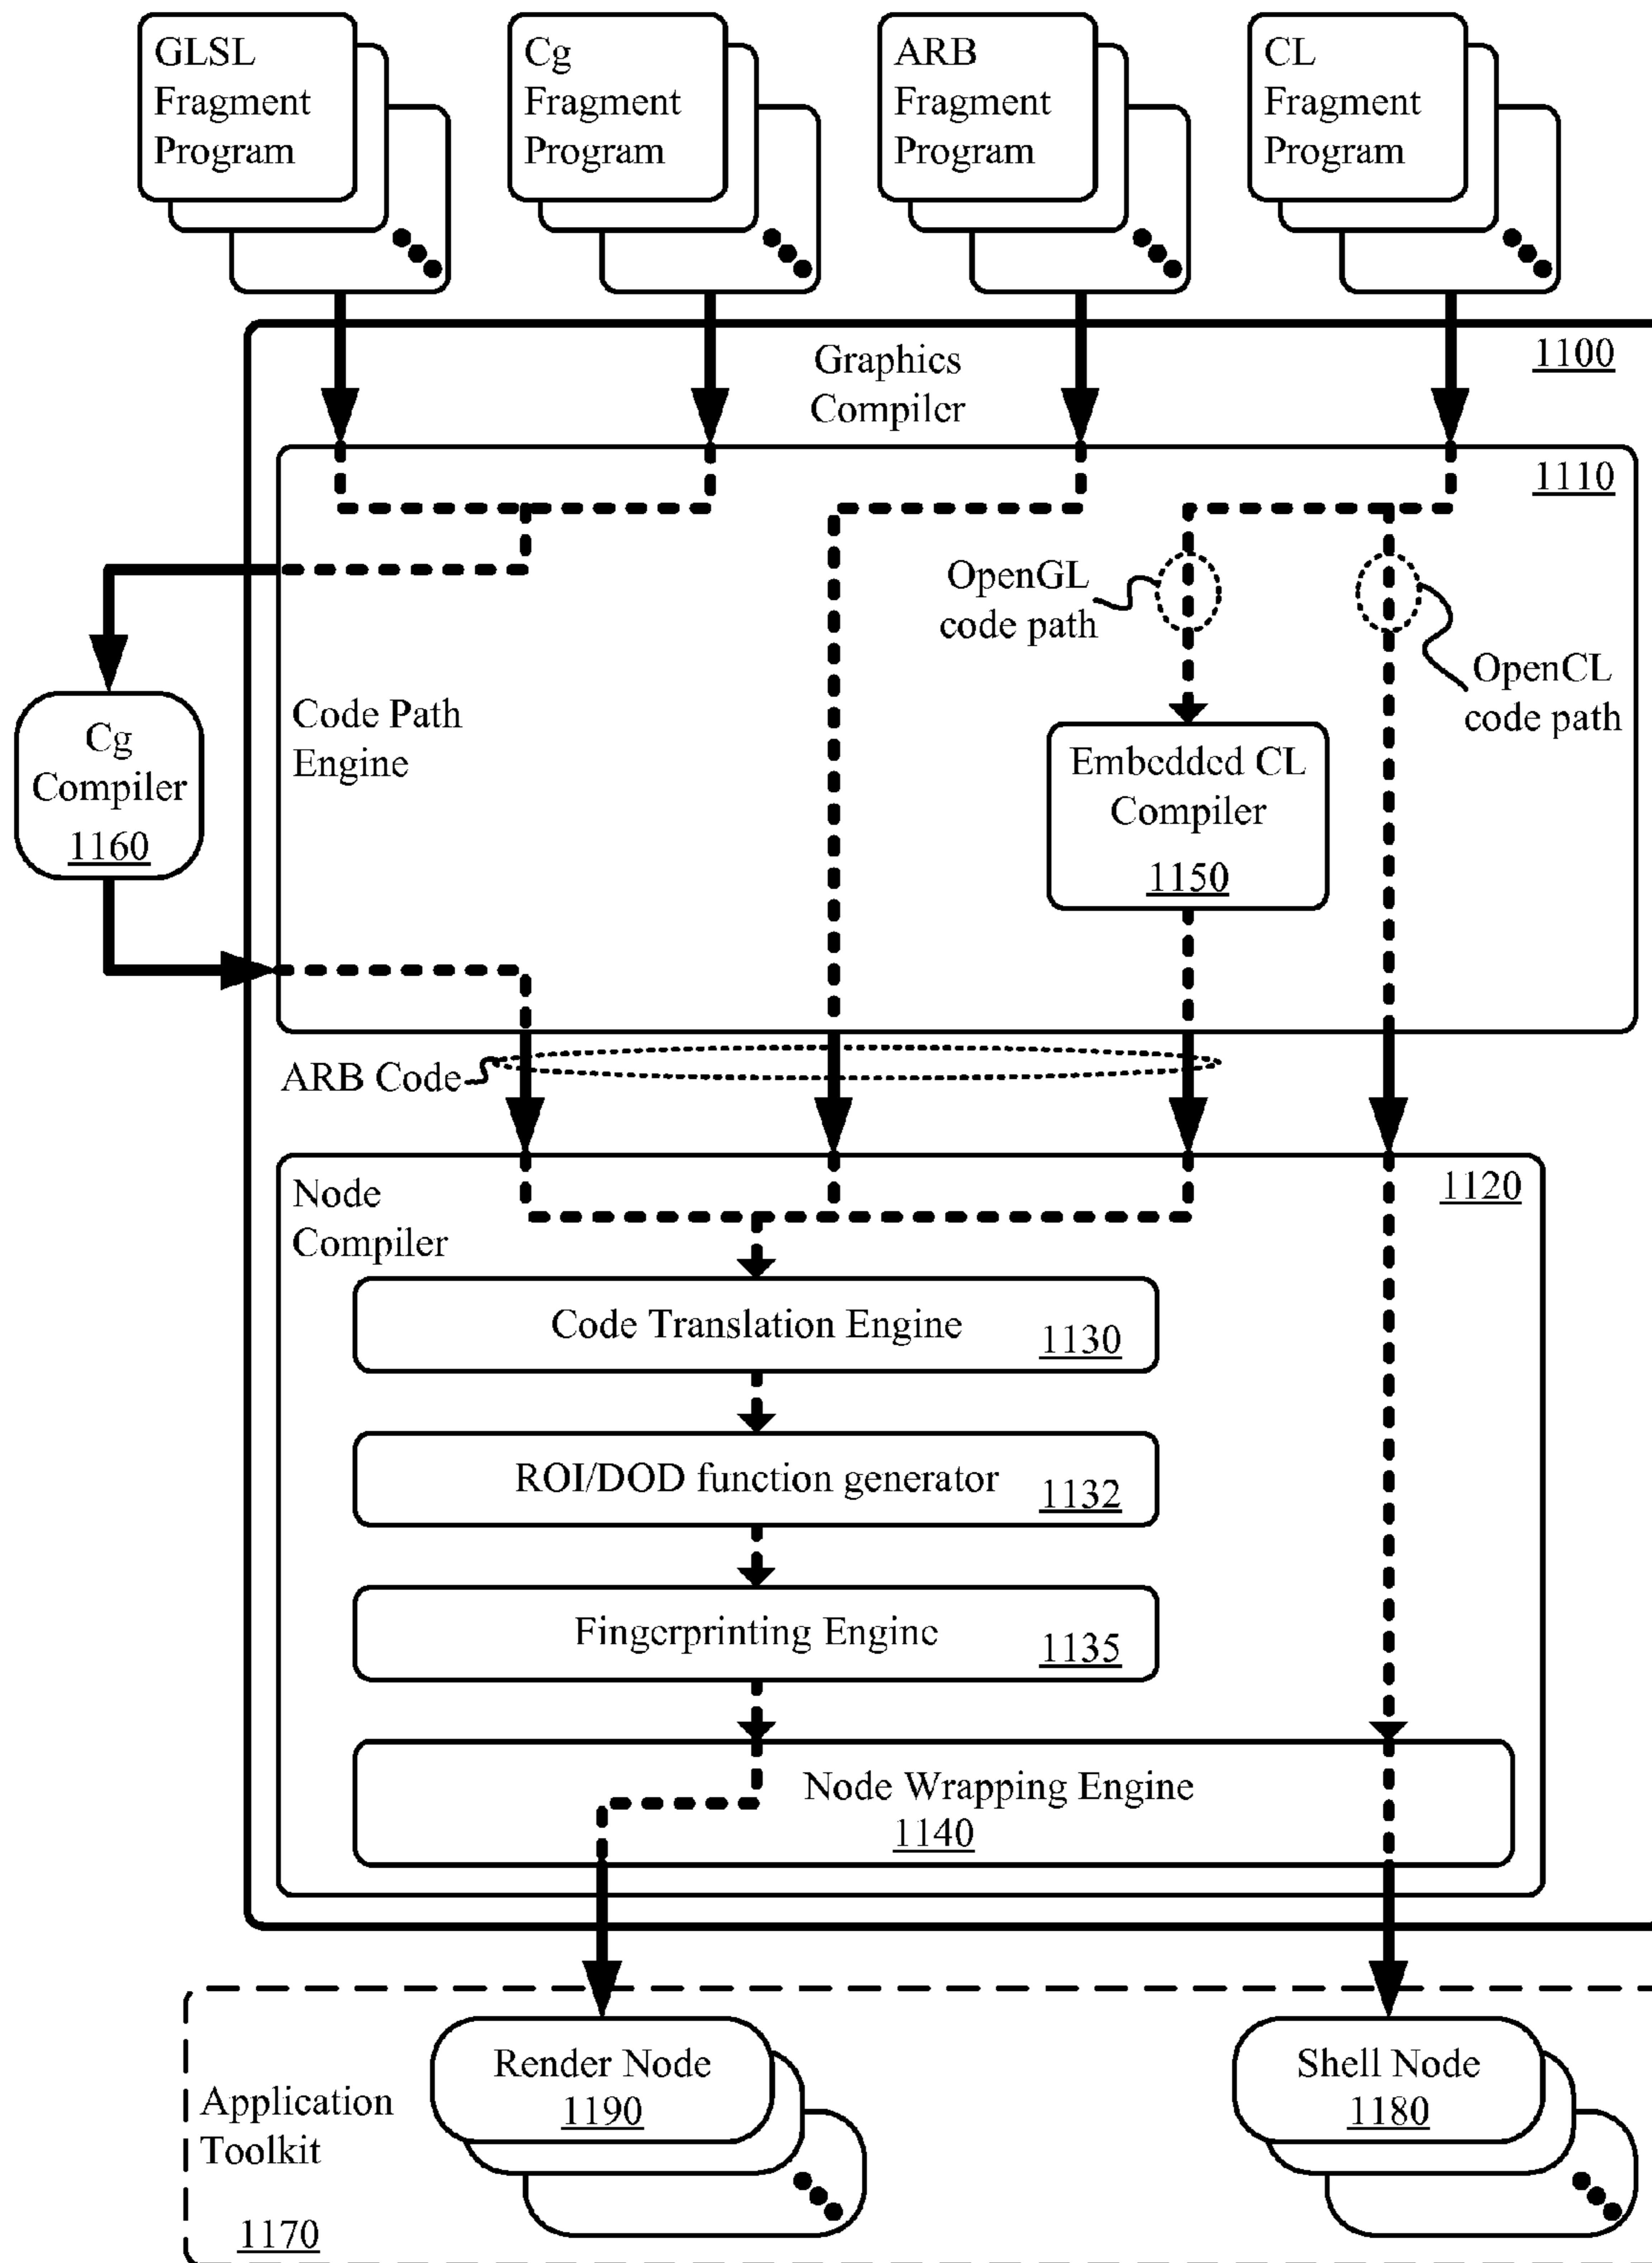 GLSL
Fragment
Program
Cg
Fragment
Program
ARB
Fragment
Program
CL
Fragment
Program
Graphics
Compiler
1100
1110
OpenGL
code path
OpenCL
code path
Code Path
Engine
Cg
Compiler
1160
Embedded CL
Compiler
1150
ARB Code
Node
Compiler
1120
Code Translation Engine
1130
ROI/DOD function generator
1132
Fingerprinting Engine
1135
Node Wrapping Engine
1140
Render Node
1190
Shell Node
1180
Application
Toolkit
1170